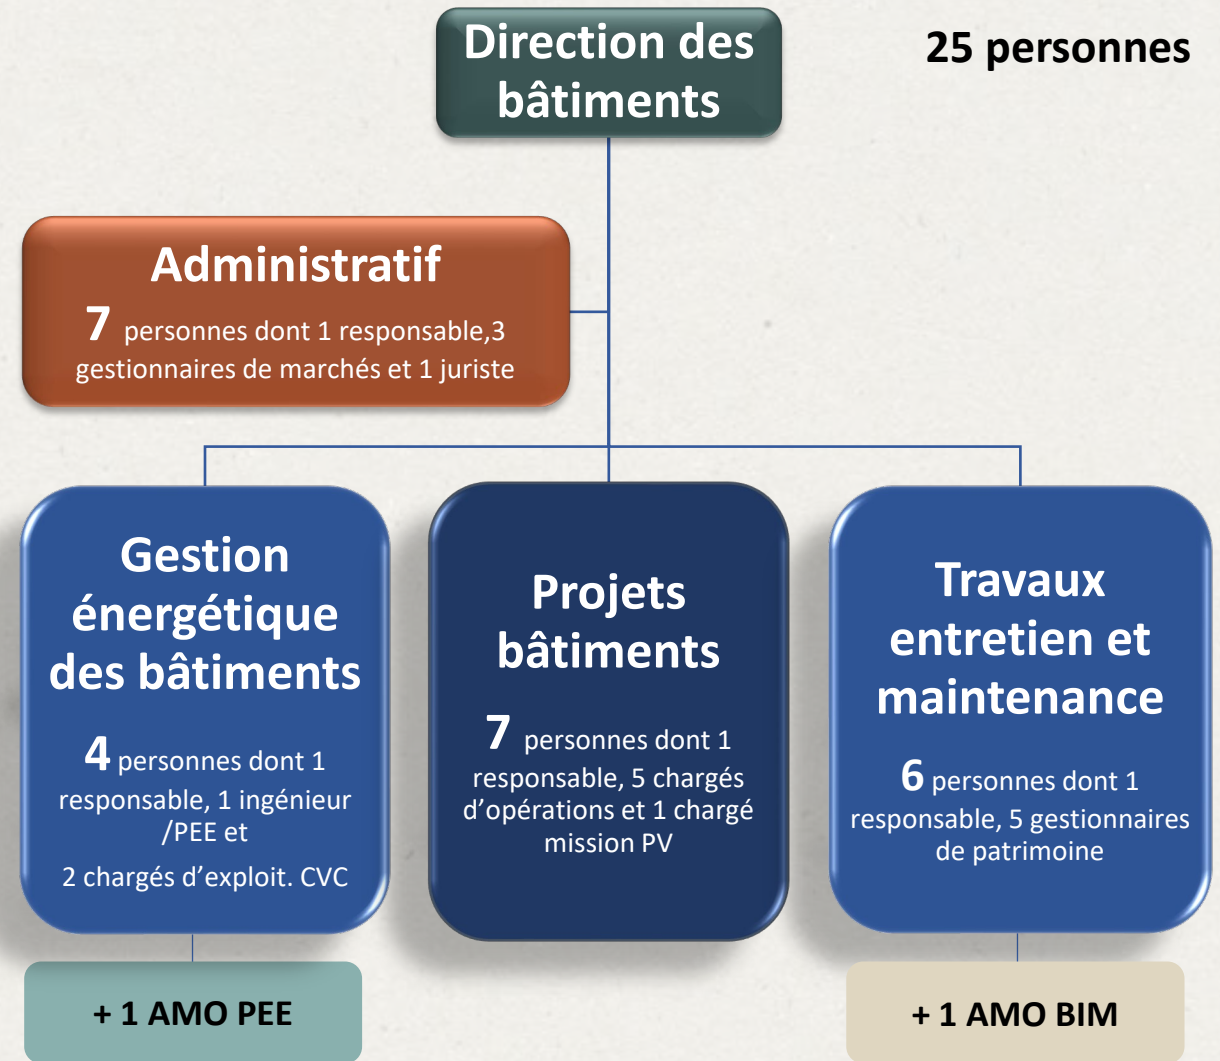 Direction des
bâtiments
25 personnes
Administratif
7 personnes dont 1 responsable,3
gestionnaires de marchés et 1 juriste
Gestion
énergétique
des bâtiments
4 personnes dont 1
responsable, 1 ingénieur
/PEE et
2 chargés d’exploit. CVC
Projets
bâtiments
7 personnes dont 1
responsable, 5 chargés
d’opérations et 1 chargé
mission PV
Travaux
entretien et
maintenance
6 personnes dont 1
responsable, 5 gestionnaires
de patrimoine
+ 1 AMO PEE
+ 1 AMO BIM